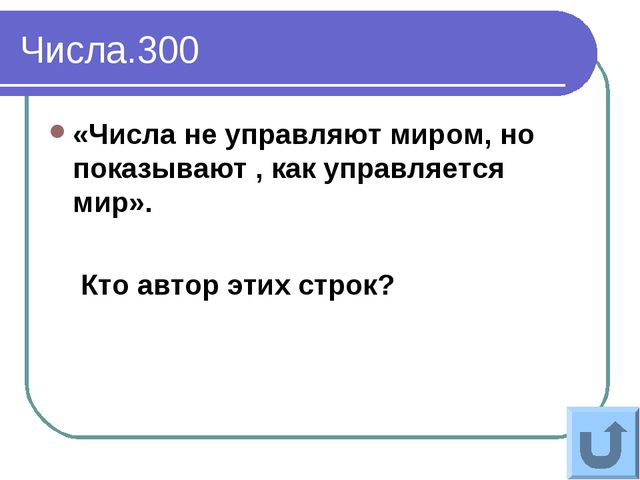 Числа.300
«Числа не управляют миром, но
показывают , как управляется
мир».
Кто автор этих строк?